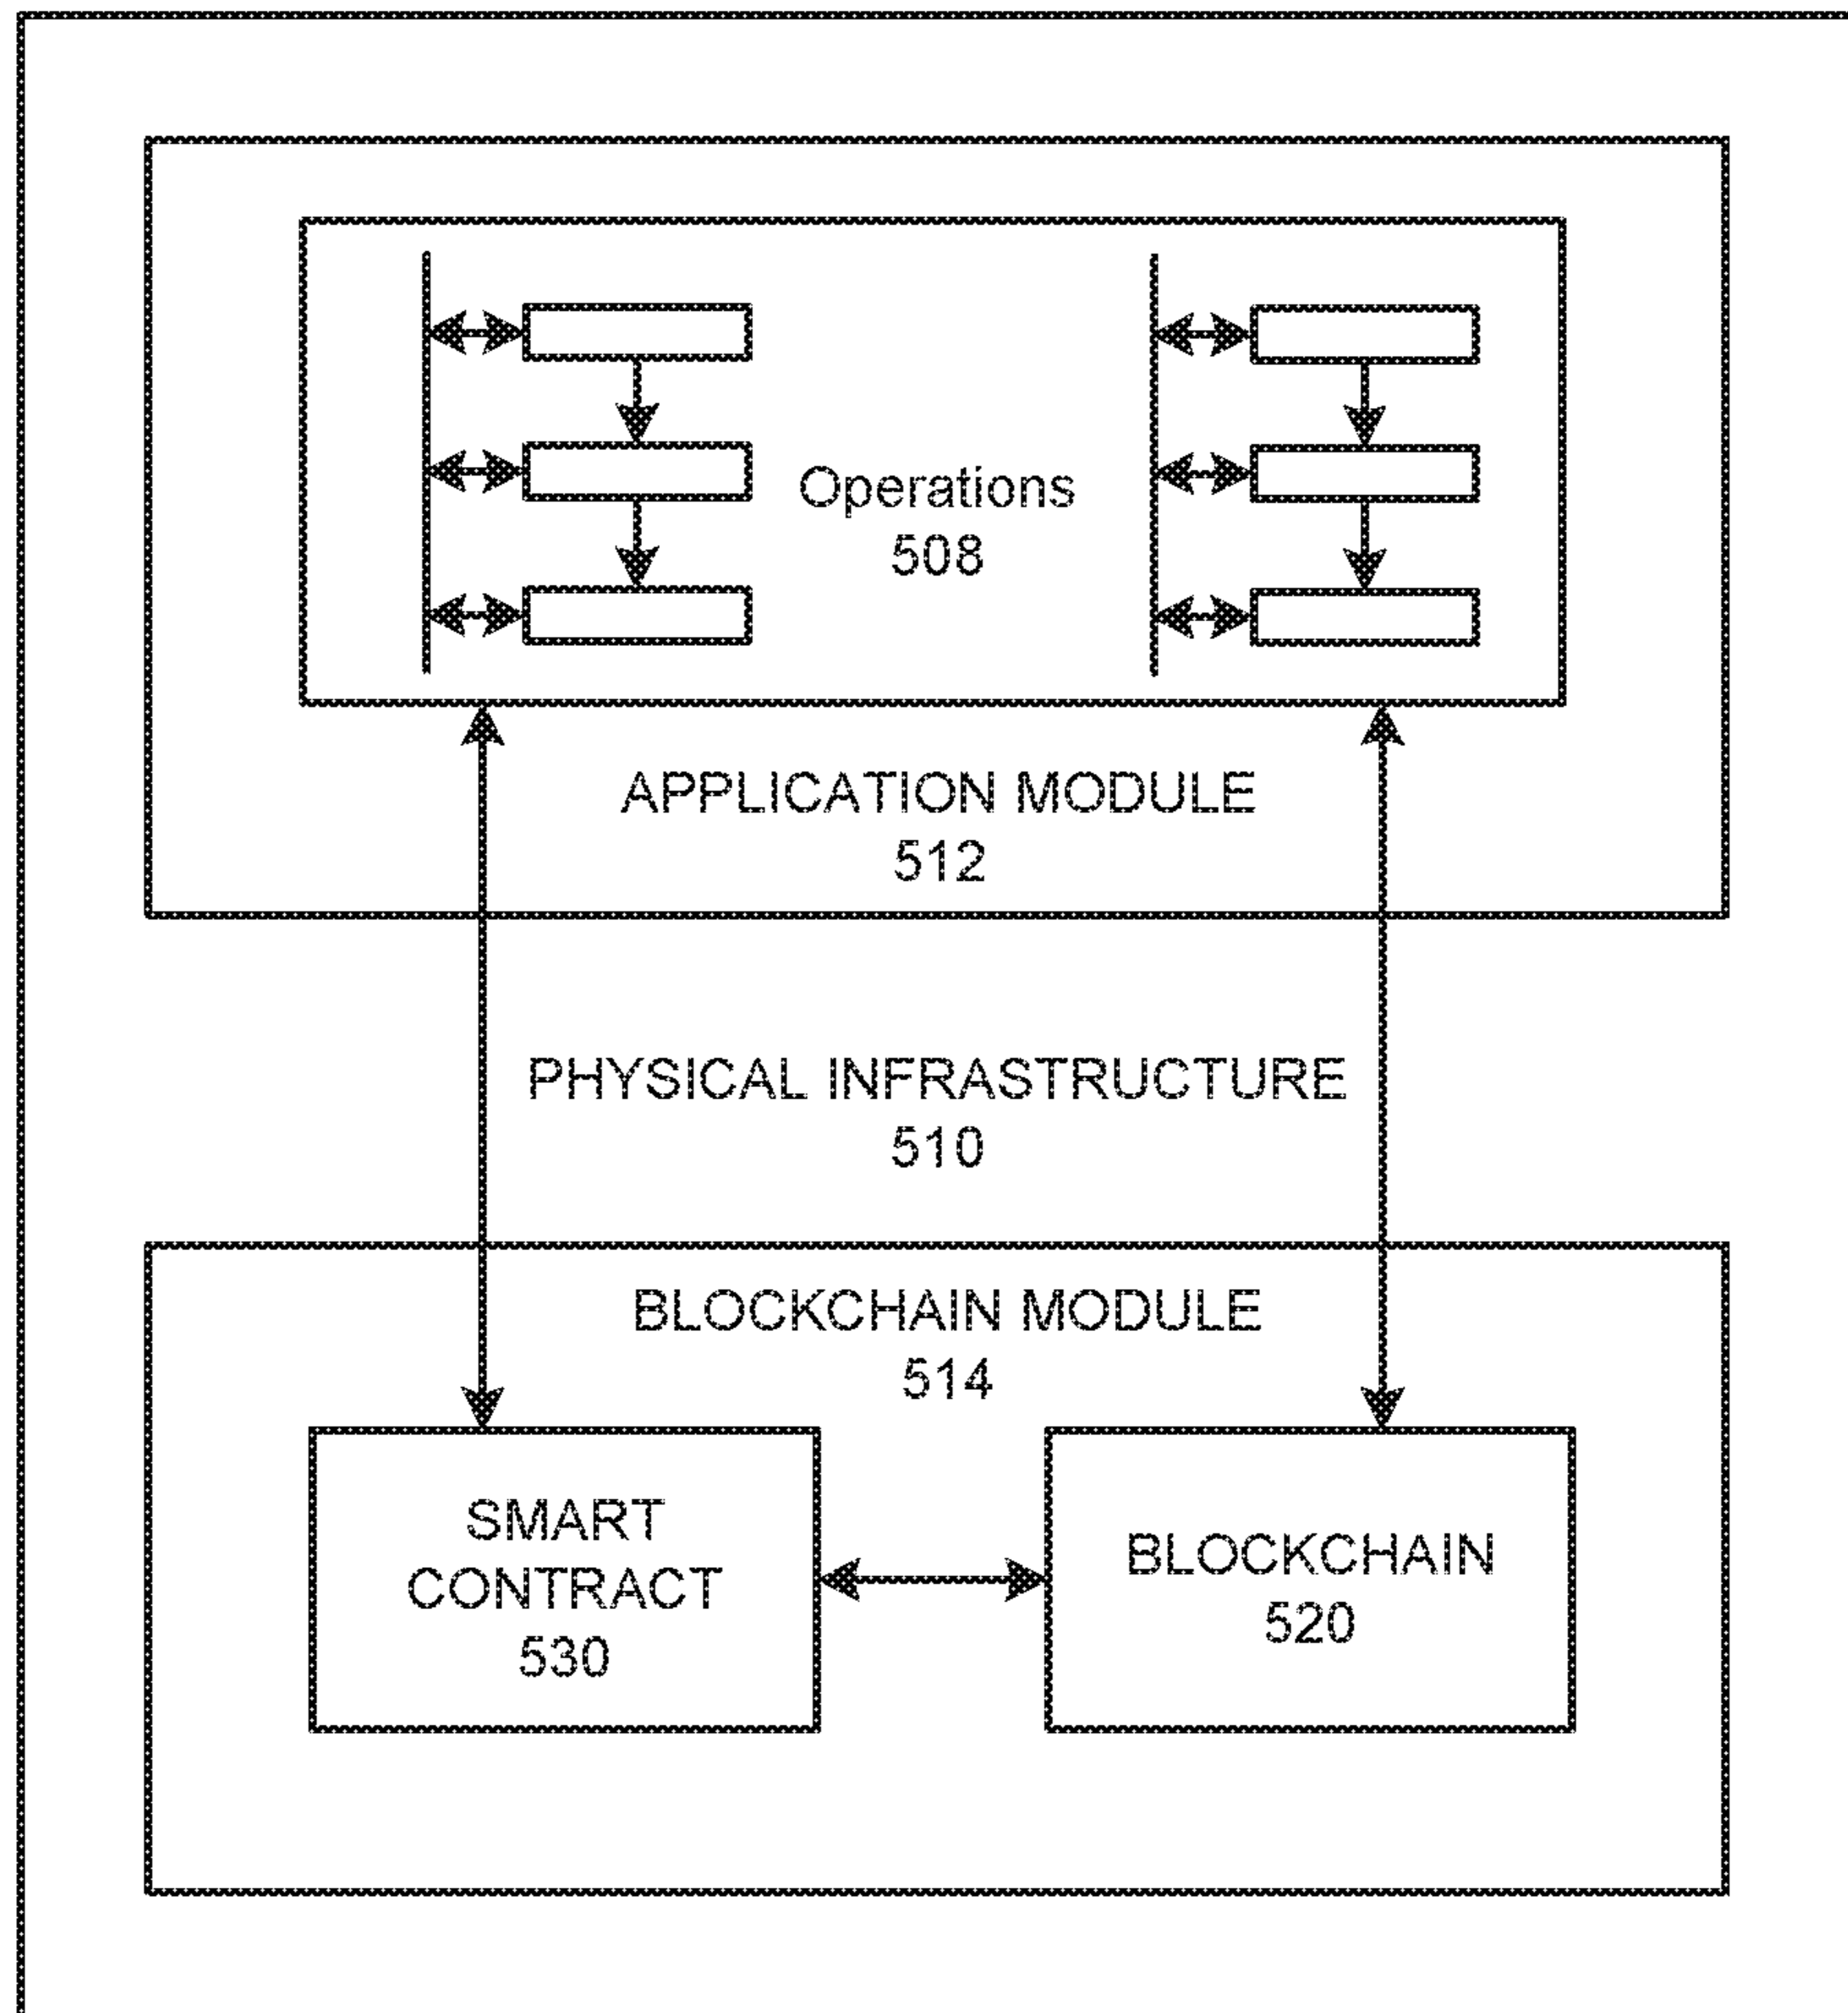 Operations
508
APPLICATION MODULE
512
PHYSICAL INFRASTRUCTURE
510
BLOCKCHAIN MODULE
514
SMART
CONTRACT
530
BLOCKCHAIN
520